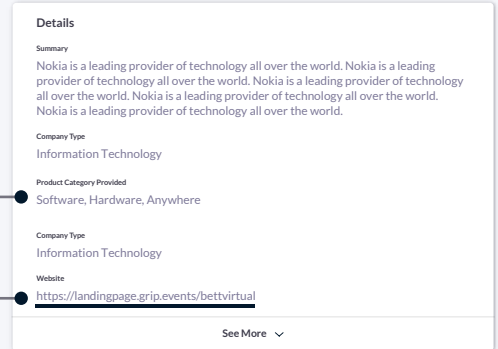 Details
Summary
Nokia is a leading provider of technology all over the world. Nokia is a leading
provider of technology all over the world. Nokia is a leading provider of technology
all over the world. Nokia is a leading provider of technology all over the world.
Nokia is a leading provider of technology all over the world.
Company Type
Information Technology
Product Category Provided
Software, Hardware, Anywhere
Company Type
Information Technology
Website
https://landingpage.grip.events/bettvirtual
See More